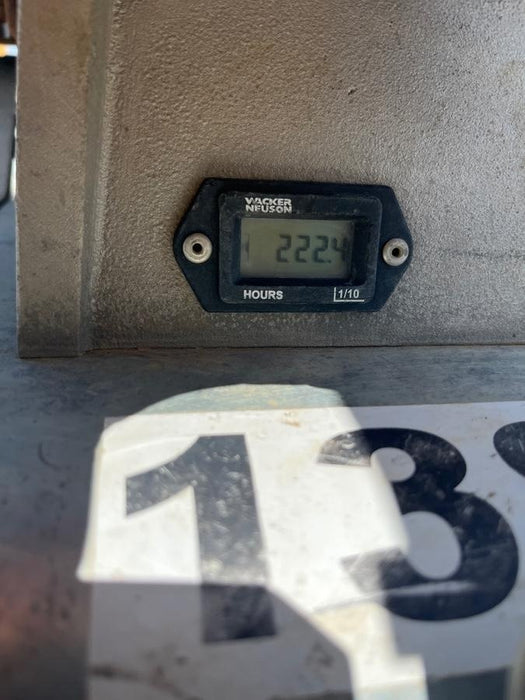 WACKER
NEUSON
222.4
HOURS 1/10
13